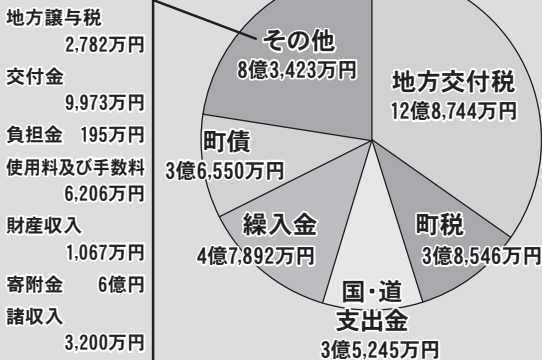 地方譲与税
2,782万円
交付金
9,973万円
負担金 195万円
使用料及び手数料
6,206万円
財産収入
1,067万円
寄附金 6億円
諸収入
3,200万円
その他
8億3,423万円
地方交付税
12億8,744万円
町債
3億6,550万円
繰入金
4億7,892万円
町税
3億8,546万円
国・道
支出金
3億5,245万円